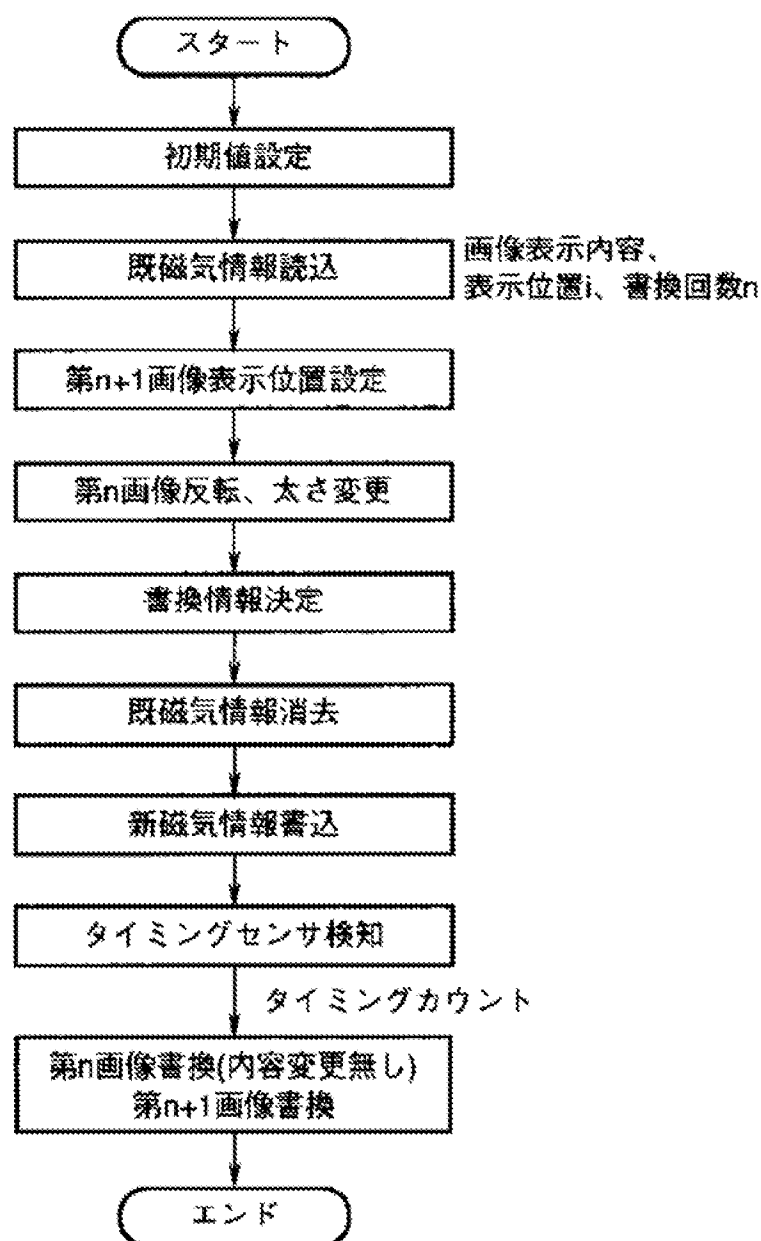 スタート
初期値設定
既磁気情報読込
画像表示内容、
表示位置i、書換回数n
第n+1画像表示位置設定
第n画像反転、太さ変更
書換情報決定
既磁気情報消去
新磁気情報書込
タイミングセンサ検知
タイミングカウント
第n画像書換(内容変更無し)
第n+1画像書換
エンド